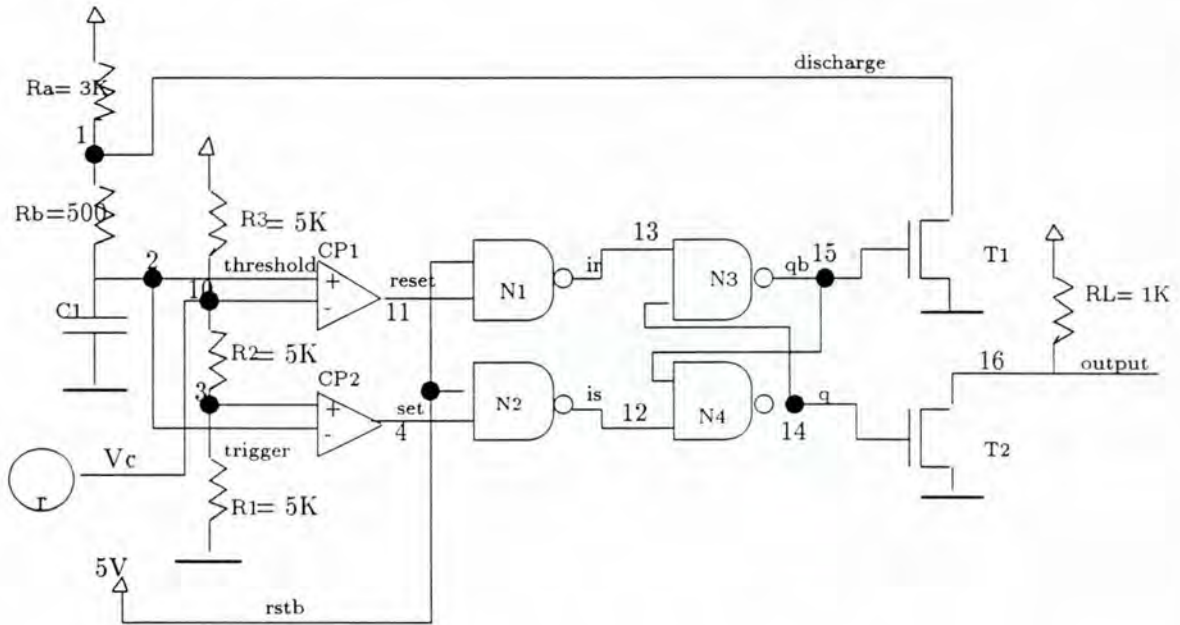 discharge
Ra= 3K
1
Rb=500
R3= 5K
CP1
2
threshold
+
-
10
reset
11
N1
ir
13
N3
qb
15
T1
RL= 1K
C1
R2= 5K
CP2
3
+
-
set
4
N2
is
12
N4
q
14
16
output
T2
trigger
Vc
r
R1= 5K
5V
rstb